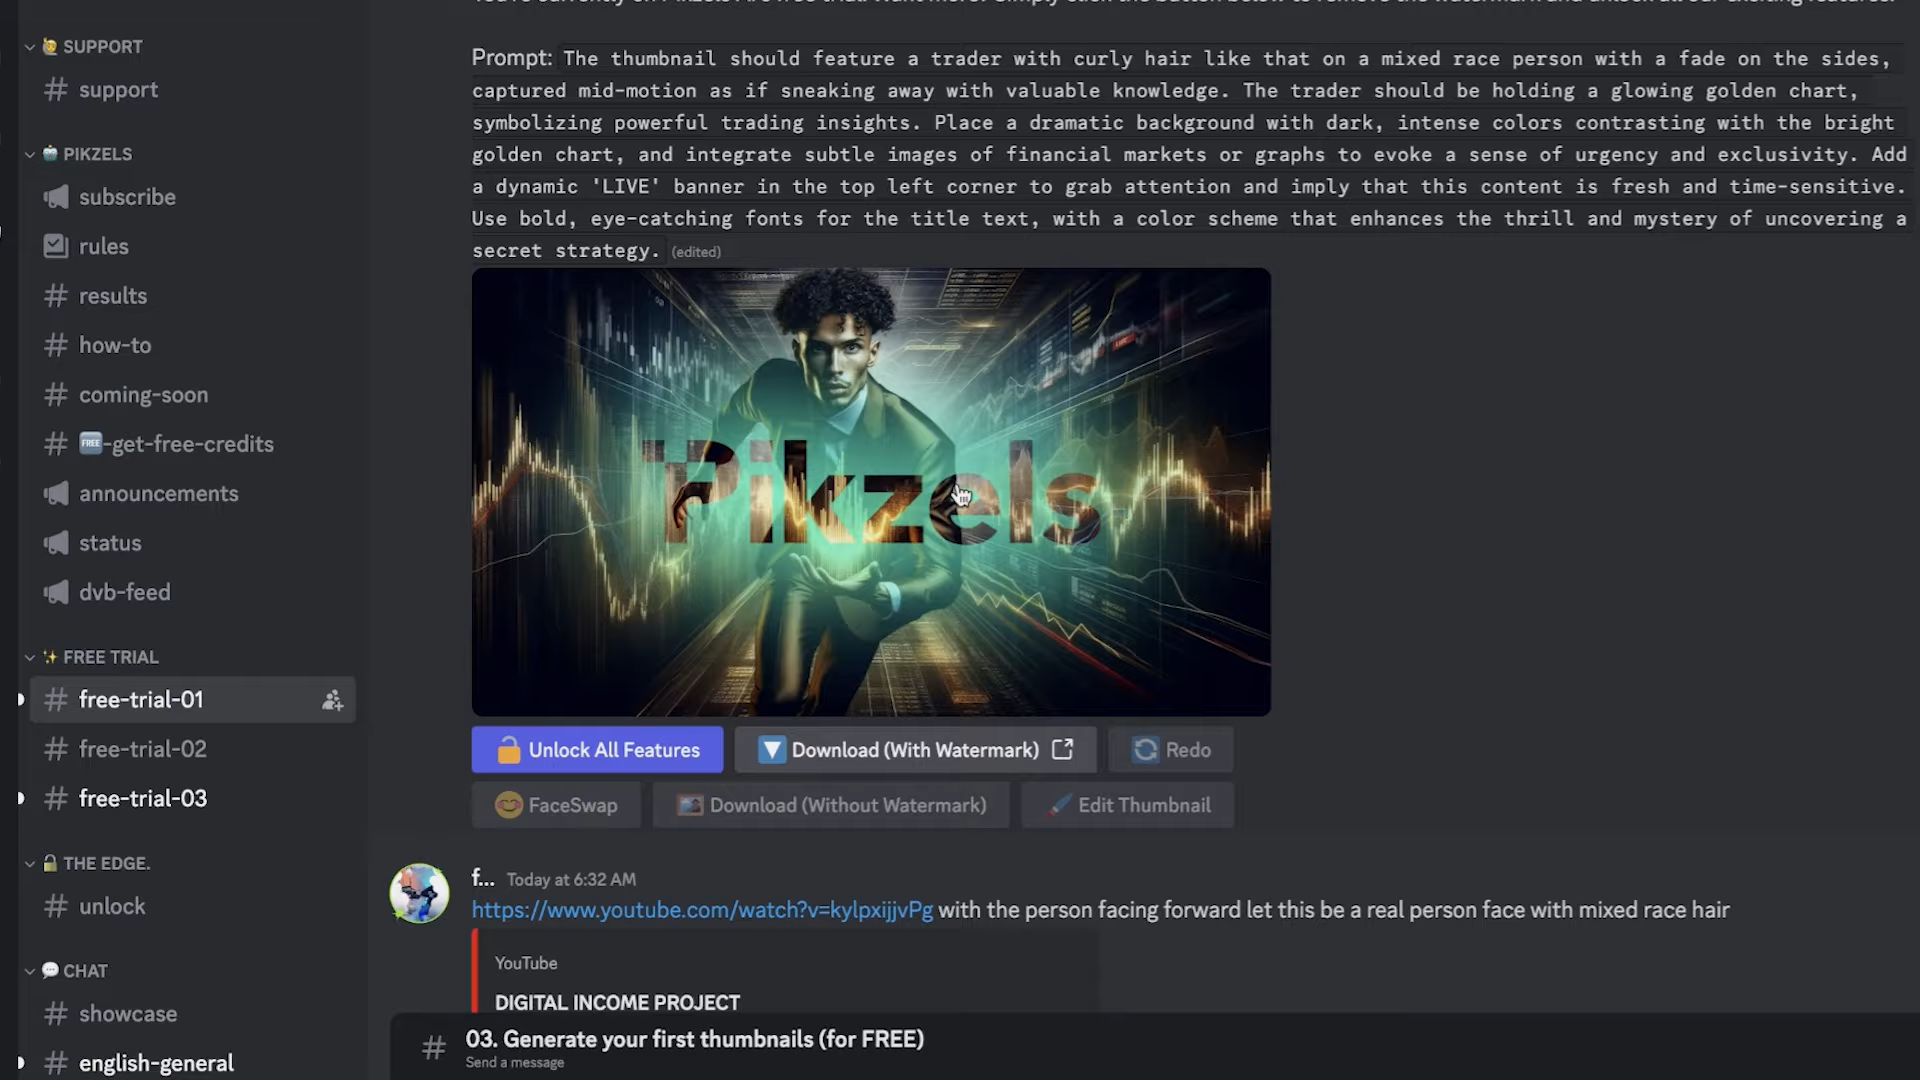 SUPPORT
support
PIKZELS
subscribe
rules
results
how-to
coming-soon
FREE -get-free-credits
announcements
status
dvb-feed
FREE TRIAL
free-trial-01
free-trial-02
free-trial-03
THE EDGE.
unlock
CHAT
showcase
english-general
Prompt: The thumbnail should feature a trader with curly hair like that on a mixed race person with a fade on the sides,
captured mid-motion as if sneaking away with valuable knowledge. The trader should be holding a glowing golden chart,
symbolizing powerful trading insights. Place a dramatic background with dark, intense colors contrasting with the bright
golden chart, and integrate subtle images of financial markets or graphs to evoke a sense of urgency and exclusivity. Add
a dynamic 'LIVE' banner in the top left corner to grab attention and imply that this content is fresh and time-sensitive.
Use bold, eye-catching fonts for the title text, with a color scheme that enhances the thrill and mystery of uncovering a
secret strategy. (edited)
Pikzels
Unlock All Features
Download (With Watermark)
Redo
FaceSwap
Download (Without Watermark)
Edit Thumbnail
f... Today at 6:32 AM
https://www.youtube.com/watch?v=kylpxijjvPg with the person facing forward let this be a real person face with mixed race hair
YouTube
DIGITAL INCOME PROJECT
03. Generate your first thumbnails (for FREE)
Send a message